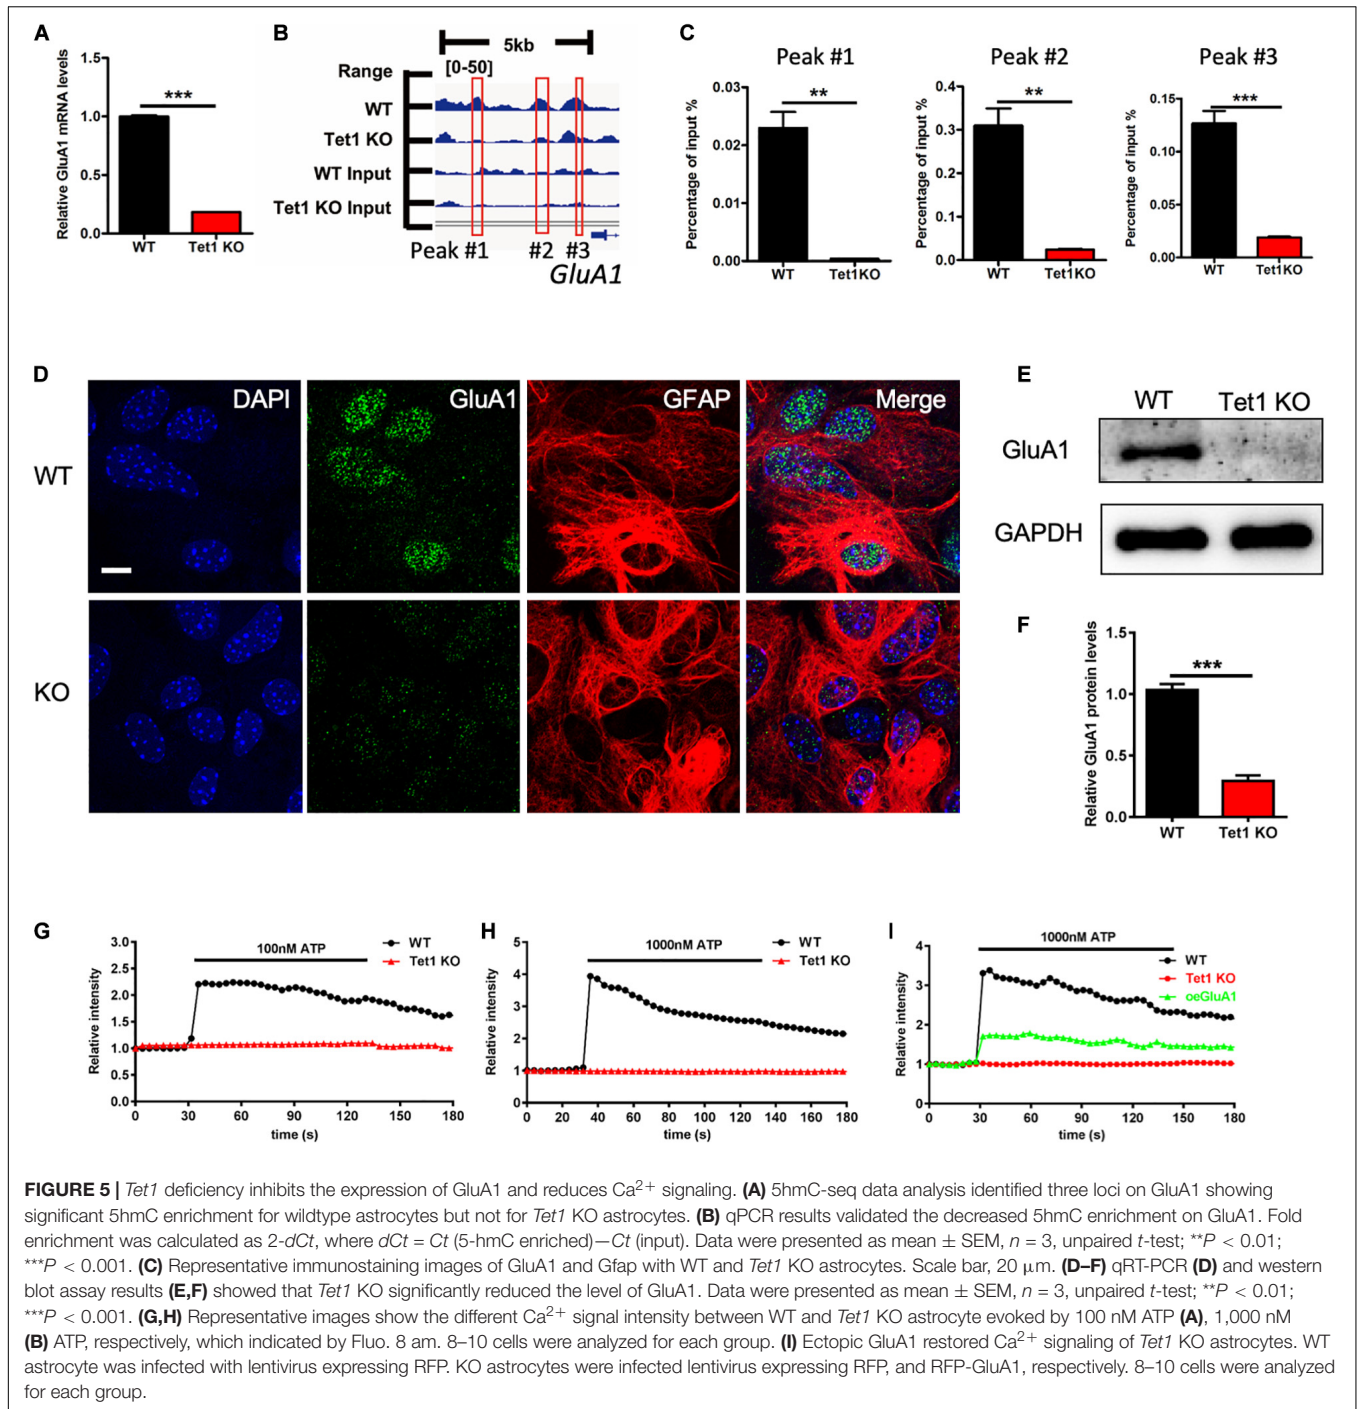 A
Relative GluA1 mRNA levels
1.5
1.0
0.5
0.0
***
WT
Tet1 KO
B
5kb
Range
[0-50]
WT
Tet1 KO
WT Input
Tet1 KO Input
Peak #1
#2
#3
GluA1
C
Peak #1
Percentage of input %
0.03
0.02
0.01
0.00
**
WT
Tet1KO
Peak #2
Percentage of input %
0.4
0.3
0.2
0.1
0.0
**
WT
Tet1KO
Peak #3
Percentage of input %
0.15
0.10
0.05
0.00
***
WT
Tet1KO
D
DAPI
GluA1
GFAP
Merge
WT
KO
E
WT
Tet1 KO
GluA1
GAPDH
F
Relative GluA1 protein levels
1.5
1.0
0.5
0.0
***
WT
Tet1 KO
G
Relative intensity
3.0
2.5
2.0
1.5
1.0
0.5
0.0
100nM ATP
WT
Tet1 KO
0
30
60
90
120
150
180
time (s)
H
Relative intensity
5
4
3
2
1
0
1000nM ATP
WT
Tet1 KO
0
20
40
60
80
100
120
140
160
180
time (s)
I
Relative intensity
4
3
2
1
0
1000nM ATP
WT
Tet1 KO
oeGluA1
0
30
60
90
120
150
180
time (s)
FIGURE 5 | Tet1 deficiency inhibits the expression of GluA1 and reduces Ca²⁺ signaling. (A) 5hmC-seq data analysis identified three loci on GluA1 showing
significant 5hmC enrichment for wildtype astrocytes but not for Tet1 KO astrocytes. (B) qPCR results validated the decreased 5hmC enrichment on GluA1. Fold
enrichment was calculated as 2-dCt, where dCt = Ct (5-hmC enriched)—Ct (input). Data were presented as mean ± SEM, n = 3, unpaired t-test; **P < 0.01;
***P < 0.001. (C) Representative immunostaining images of GluA1 and Gfap with WT and Tet1 KO astrocytes. Scale bar, 20 μm. (D–F) qRT-PCR (D) and western
blot assay results (E,F) showed that Tet1 KO significantly reduced the level of GluA1. Data were presented as mean ± SEM, n = 3, unpaired t-test; **P < 0.01;
***P < 0.001. (G,H) Representative images show the different Ca²⁺ signal intensity between WT and Tet1 KO astrocyte evoked by 100 nM ATP (A), 1,000 nM
(B) ATP, respectively, which indicated by Fluo. 8 am. 8–10 cells were analyzed for each group. (I) Ectopic GluA1 restored Ca²⁺ signaling of Tet1 KO astrocytes. WT
astrocyte was infected with lentivirus expressing RFP. KO astrocytes were infected lentivirus expressing RFP, and RFP-GluA1, respectively. 8–10 cells were analyzed
for each group.